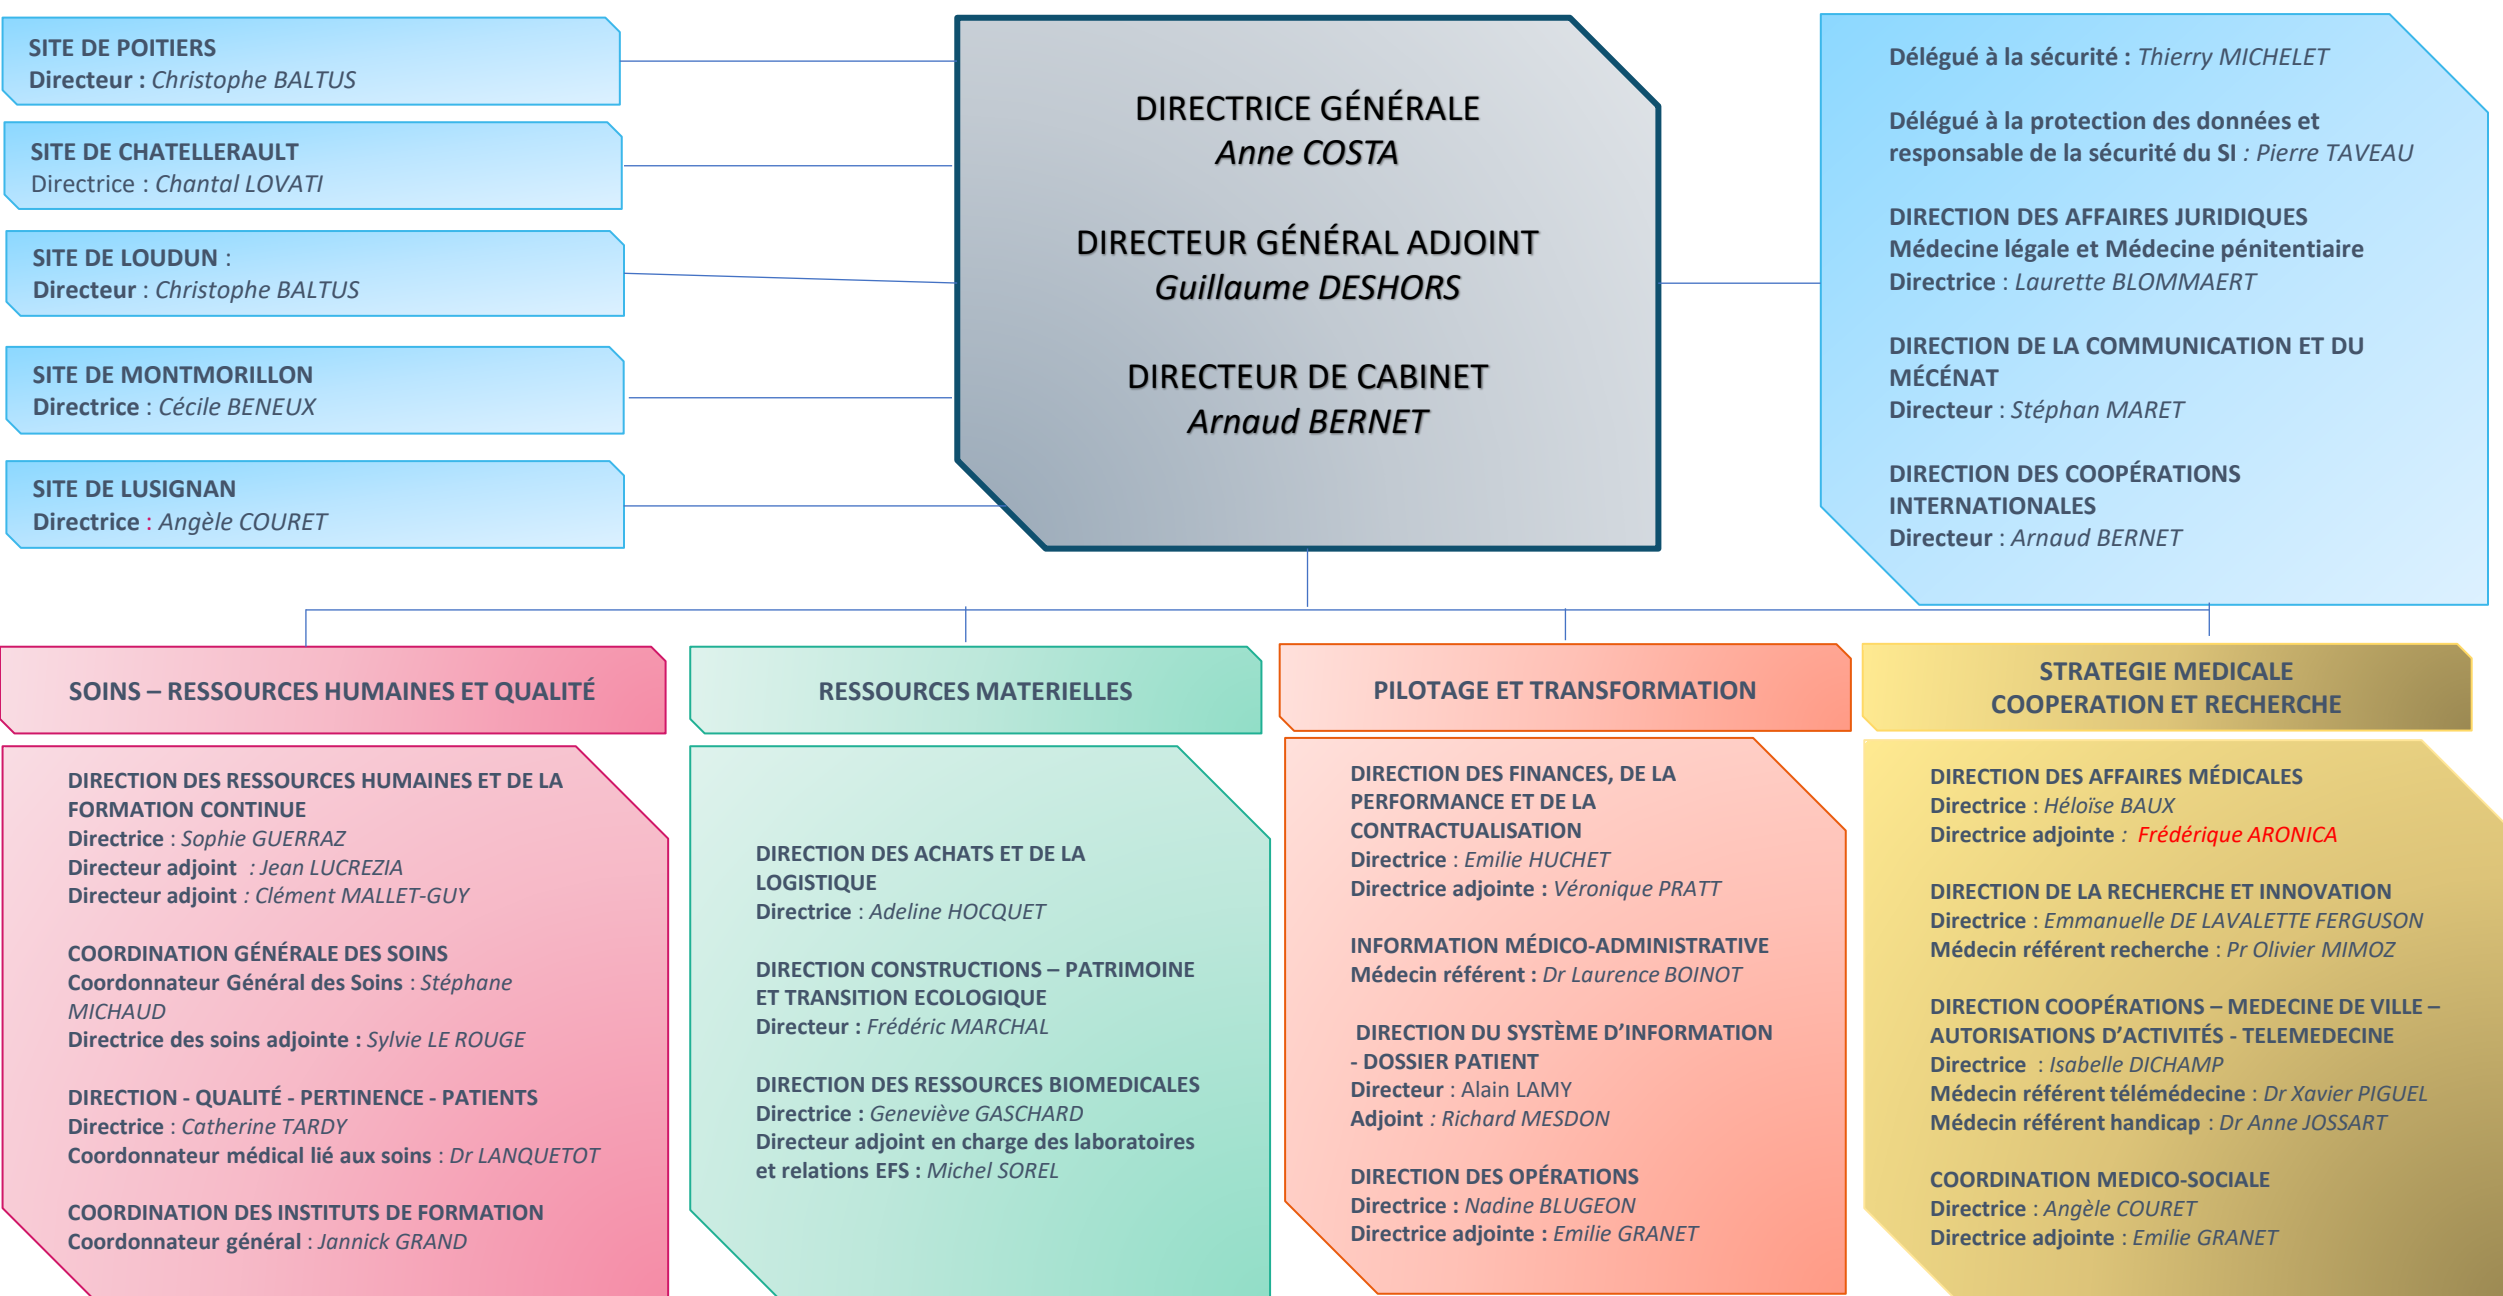 SITE DE POITIERS
Directeur : Christophe BALTUS
SITE DE CHATELLERAULT
Directrice : Chantal LOVATI
SITE DE LOUDUN :
Directeur : Christophe BALTUS
SITE DE MONTMORILLON
Directrice : Cécile BENEUX
SITE DE LUSIGNAN
Directrice : Angèle COURET
DIRECTRICE GÉNÉRALE
Anne COSTA
DIRECTEUR GÉNÉRAL ADJOINT
Guillaume DESHORS
DIRECTEUR DE CABINET
Arnaud BERNET
Délégué à la sécurité : Thierry MICHELET
Délégué à la protection des données et
responsable de la sécurité du SI : Pierre TAVEAU
DIRECTION DES AFFAIRES JURIDIQUES
Médecine légale et Médecine pénitentiaire
Directrice : Laurette BLOMMAERT
DIRECTION DE LA COMMUNICATION ET DU
MÉCÉNAT
Directeur : Stéphan MARET
DIRECTION DES COOPÉRATIONS
INTERNATIONALES
Directeur : Arnaud BERNET
SOINS – RESSOURCES HUMAINES ET QUALITÉ
DIRECTION DES RESSOURCES HUMAINES ET DE LA
FORMATION CONTINUE
Directrice : Sophie GUERRAZ
Directeur adjoint : Jean LUCREZIA
Directeur adjoint : Clément MALLET-GUY
COORDINATION GÉNÉRALE DES SOINS
Coordonnateur Général des Soins : Stéphane
MICHAUD
Directrice des soins adjointe : Sylvie LE ROUGE
DIRECTION - QUALITÉ - PERTINENCE - PATIENTS
Directrice : Catherine TARDY
Coordonnateur médical lié aux soins : Dr LANQUETOT
COORDINATION DES INSTITUTS DE FORMATION
Coordonnateur général : Jannick GRAND
RESSOURCES MATERIELLES
DIRECTION DES ACHATS ET DE LA
LOGISTIQUE
Directrice : Adeline HOCQUET
DIRECTION CONSTRUCTIONS – PATRIMOINE
ET TRANSITION ECOLOGIQUE
Directeur : Frédéric MARCHAL
DIRECTION DES RESSOURCES BIOMEDICALES
Directrice : Geneviève GASCHARD
Directeur adjoint en charge des laboratoires
et relations EFS : Michel SOREL
PILOTAGE ET TRANSFORMATION
DIRECTION DES FINANCES, DE LA
PERFORMANCE ET DE LA
CONTRACTUALISATION
Directrice : Emilie HUCHET
Directrice adjointe : Véronique PRATT
INFORMATION MÉDICO-ADMINISTRATIVE
Médecin référent : Dr Laurence BOINOT
DIRECTION DU SYSTÈME D’INFORMATION
- DOSSIER PATIENT
Directeur : Alain LAMY
Adjoint : Richard MESDON
DIRECTION DES OPÉRATIONS
Directrice : Nadine BLUGEON
Directrice adjointe : Emilie GRANET
STRATEGIE MEDICALE
COOPERATION ET RECHERCHE
DIRECTION DES AFFAIRES MÉDICALES
Directrice : Héloïse BAUX
Directrice adjointe : Frédérique ARONICA
DIRECTION DE LA RECHERCHE ET INNOVATION
Directrice : Emmanuelle DE LAVALETTE FERGUSON
Médecin référent recherche : Pr Olivier MIMOZ
DIRECTION COOPÉRATIONS – MEDECINE DE VILLE –
AUTORISATIONS D’ACTIVITÉS - TELEMEDECINE
Directrice : Isabelle DICHAMP
Médecin référent télémédecine : Dr Xavier PIGUEL
Médecin référent handicap : Dr Anne JOSSART
COORDINATION MEDICO-SOCIALE
Directrice : Angèle COURET
Directrice adjointe : Emilie GRANET